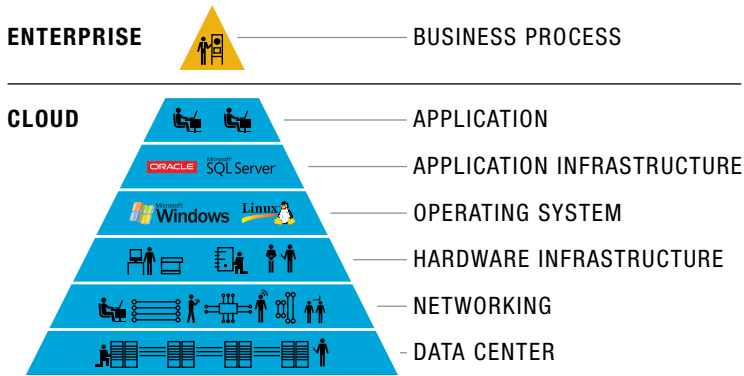 ENTERPRISE
BUSINESS PROCESS
CLOUD
APPLICATION
ORACLE
Microsoft
SQL Server
APPLICATION INFRASTRUCTURE
Microsoft
Windows
Linux
OPERATING SYSTEM
HARDWARE INFRASTRUCTURE
NETWORKING
DATA CENTER